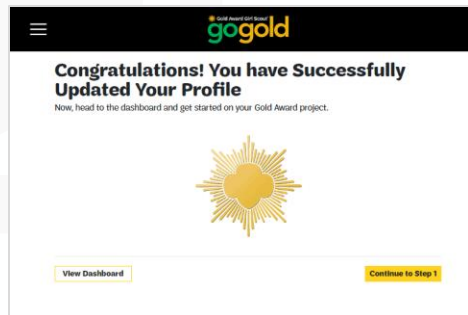 Gold Award Girl Scout
gogold
Congratulations! You have Successfully
Updated Your Profile
Now, head to the dashboard and get started on your Gold Award project.
View Dashboard
Continue to Step 1